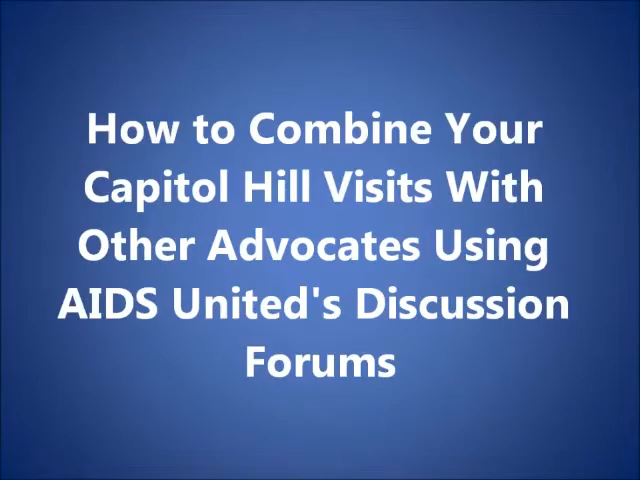 How to Combine Your
Capitol Hill Visits With
Other Advocates Using
AIDS United's Discussion
Forums